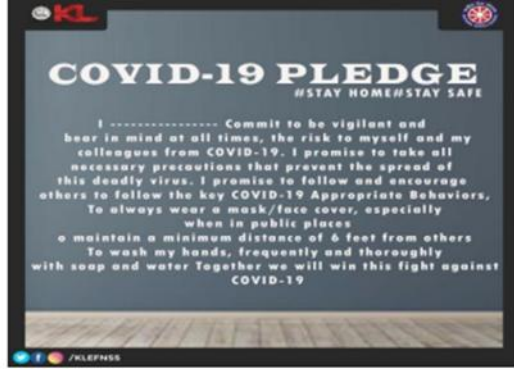 KL
COVID-19 PLEDGE
#STAY HOME#STAY SAFE
I --------------- Commit to be vigilant and
bear in mind at all times, the risk to myself and my
colleagues from COVID-19. I promise to take all
necessary precautions that prevent the spread of
this deadly virus. I promise to follow and encourage
others to follow the key COVID-19 Appropriate Behaviors,
To always wear a mask/face cover, especially
when in public places
o maintain a minimum distance of 6 feet from others
To wash my hands, frequently and thoroughly
with soap and water Together we will win this fight against
COVID-19
/KLEFNSS